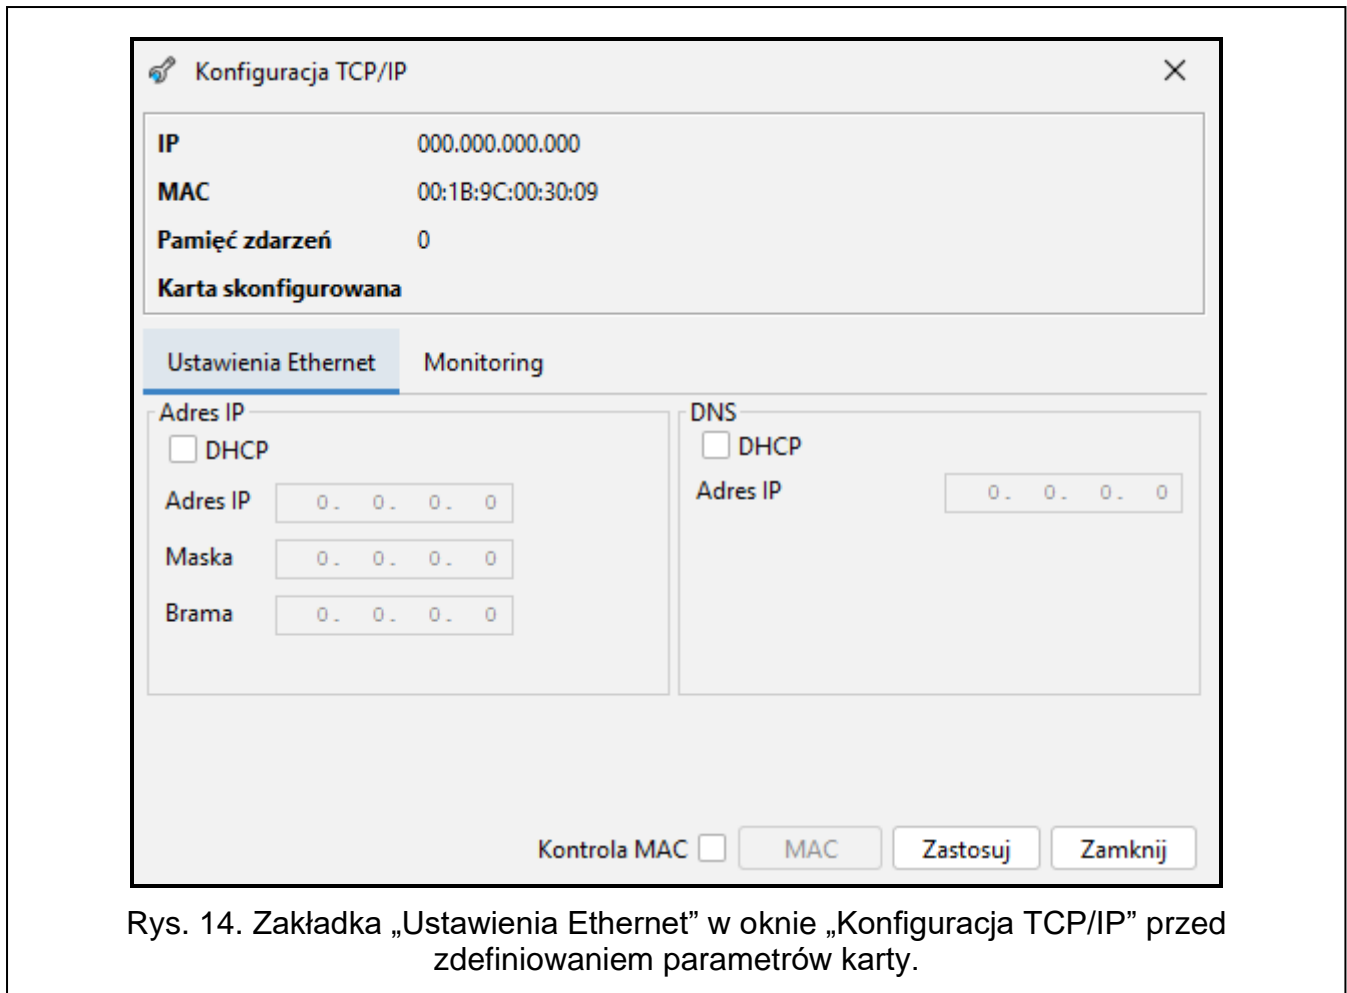 Konfiguracja TCP/IP
IP 000.000.000.000
MAC 00:1B:9C:00:30:09
Pamięć zdarzeń 0
Karta skonfigurowana
Ustawienia Ethernet Monitoring
Adres IP
DHCP
Adres IP 0. 0. 0. 0
Maska 0. 0. 0. 0
Brama 0. 0. 0. 0
DNS
DHCP
Adres IP 0. 0. 0. 0
Kontrola MAC MAC Zastosuj Zamknij
Rys. 14. Zakładka „Ustawienia Ethernet” w oknie „Konfiguracja TCP/IP” przed
zdefiniowaniem parametrów karty.